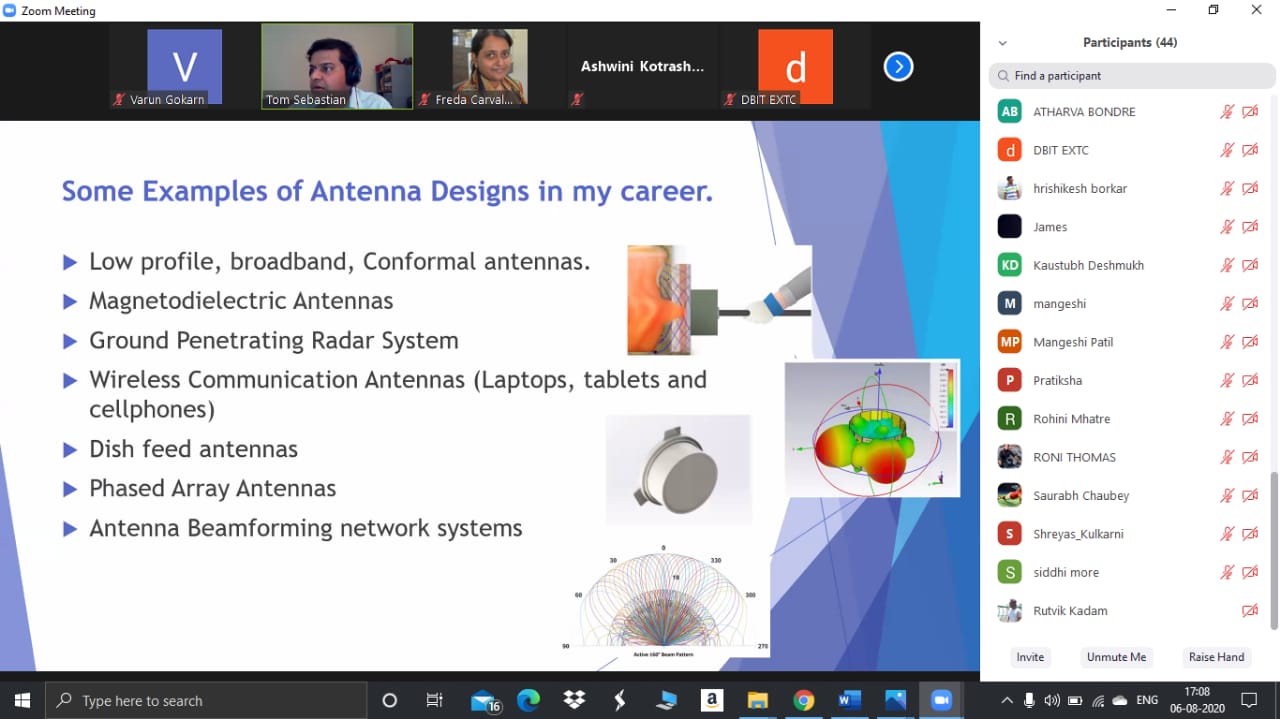 Zoom Meeting
V
Varun Gokarn
Tom Sebastian
Freda Carval...
Ashwini Kotrash...
d
DBIT EXTC
Some Examples of Antenna Designs in my career.
Low profile, broadband, Conformal antennas.
Magnetodielectric Antennas
Ground Penetrating Radar System
Wireless Communication Antennas (Laptops, tablets and
cellphones)
Dish feed antennas
Phased Array Antennas
Antenna Beamforming network systems
0
30
330
10
60
300
90
270
Active 160° Beam Pattern
Participants (44)
Find a participant
AB ATHARVA BONDRE
d DBIT EXTC
hrishikesh borkar
James
KD Kaustubh Deshmukh
M mangeshi
MP Mangeshi Patil
P Pratiksha
R Rohini Mhatre
RONI THOMAS
Saurabh Chaubey
S Shreyas_Kulkarni
S siddhi more
Rutvik Kadam
Invite
Unmute Me
Raise Hand
Type here to search
16
a
W
ENG
17:08
06-08-2020